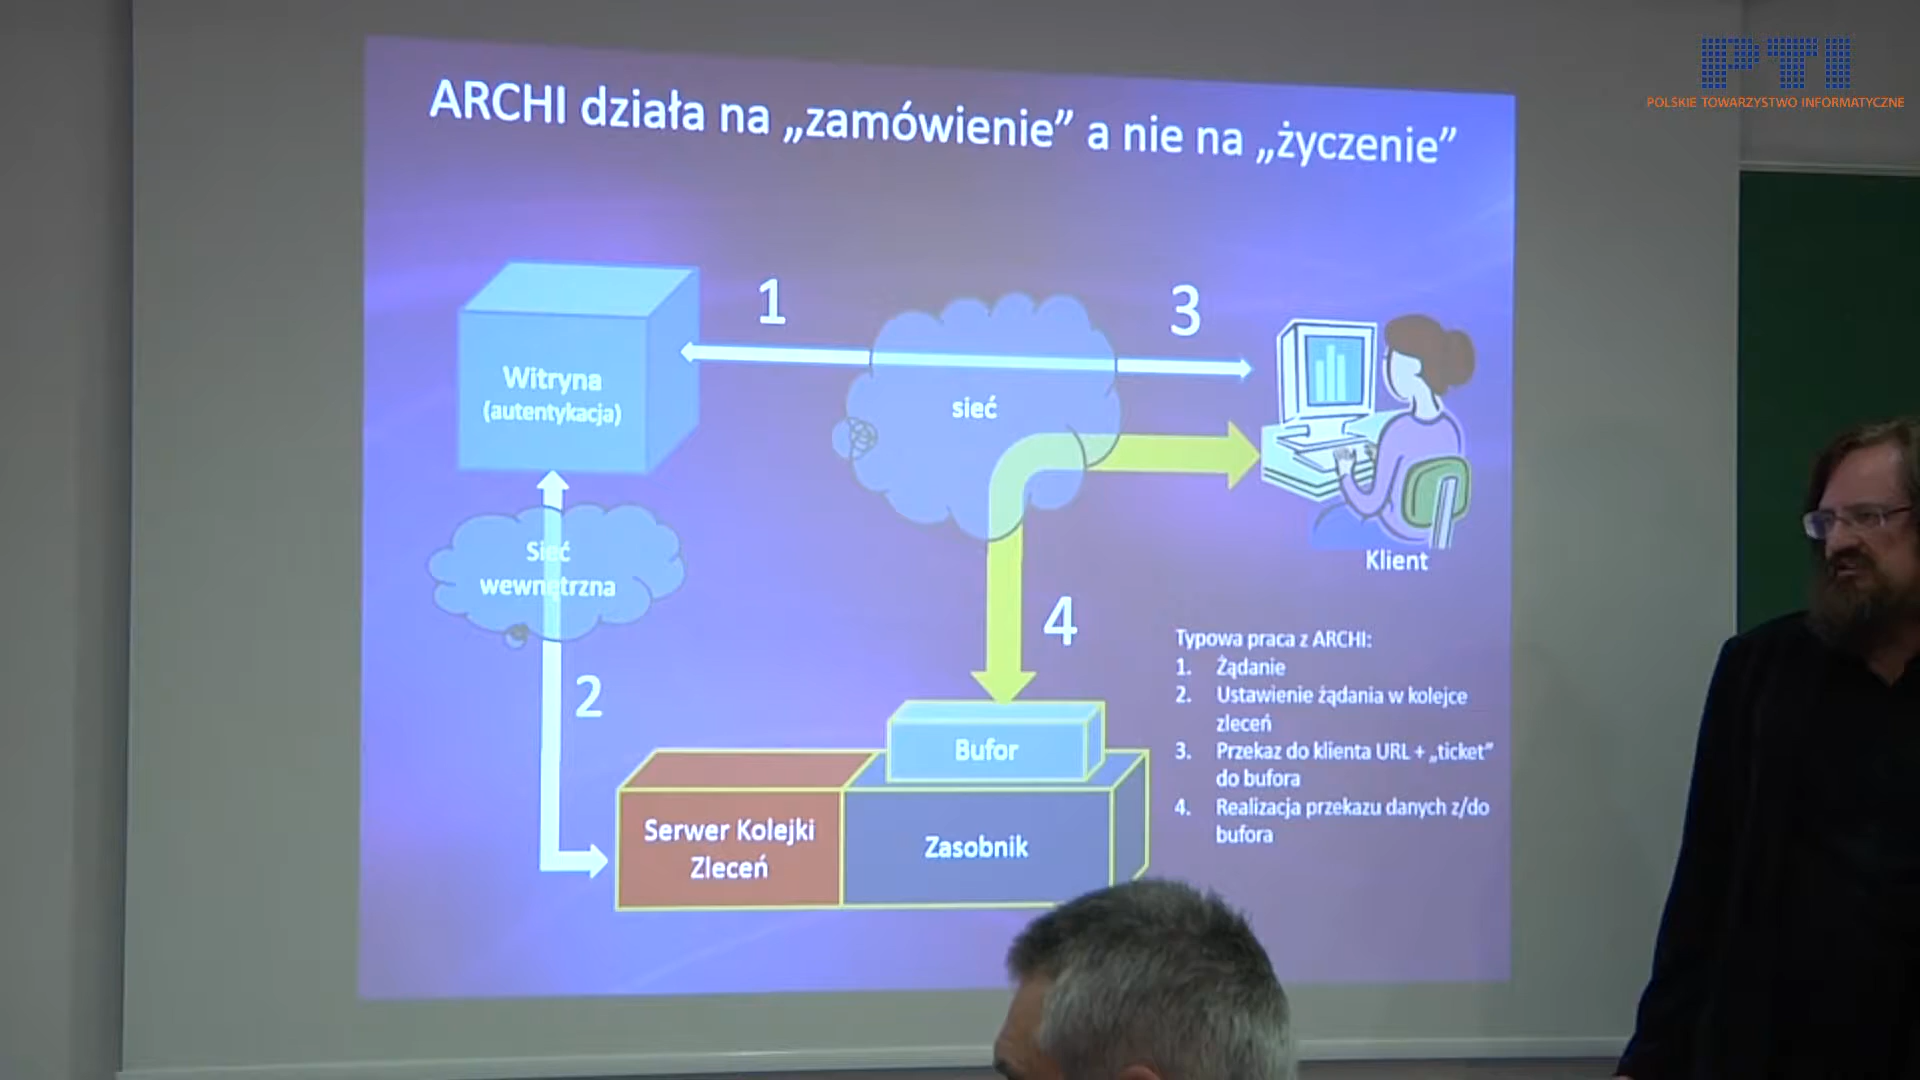 PTI
POLSKIE TOWARZYSTWO INFORMATYCZNE
ARCHI działa na „zamówienie” a nie na „życzenie”
1
3
Witryna
(autentykacja)
sieć
Sieć
wewnętrzna
Klient
4
2
Typowa praca z ARCHI:
1. Żądanie
2. Ustawienie żądania w kolejce
zleceń
3. Przekaz do klienta URL + „ticket”
do bufora
4. Realizacja przekazu danych z/do
bufora
Bufor
Serwer Kolejki
Zleceń
Zasobnik